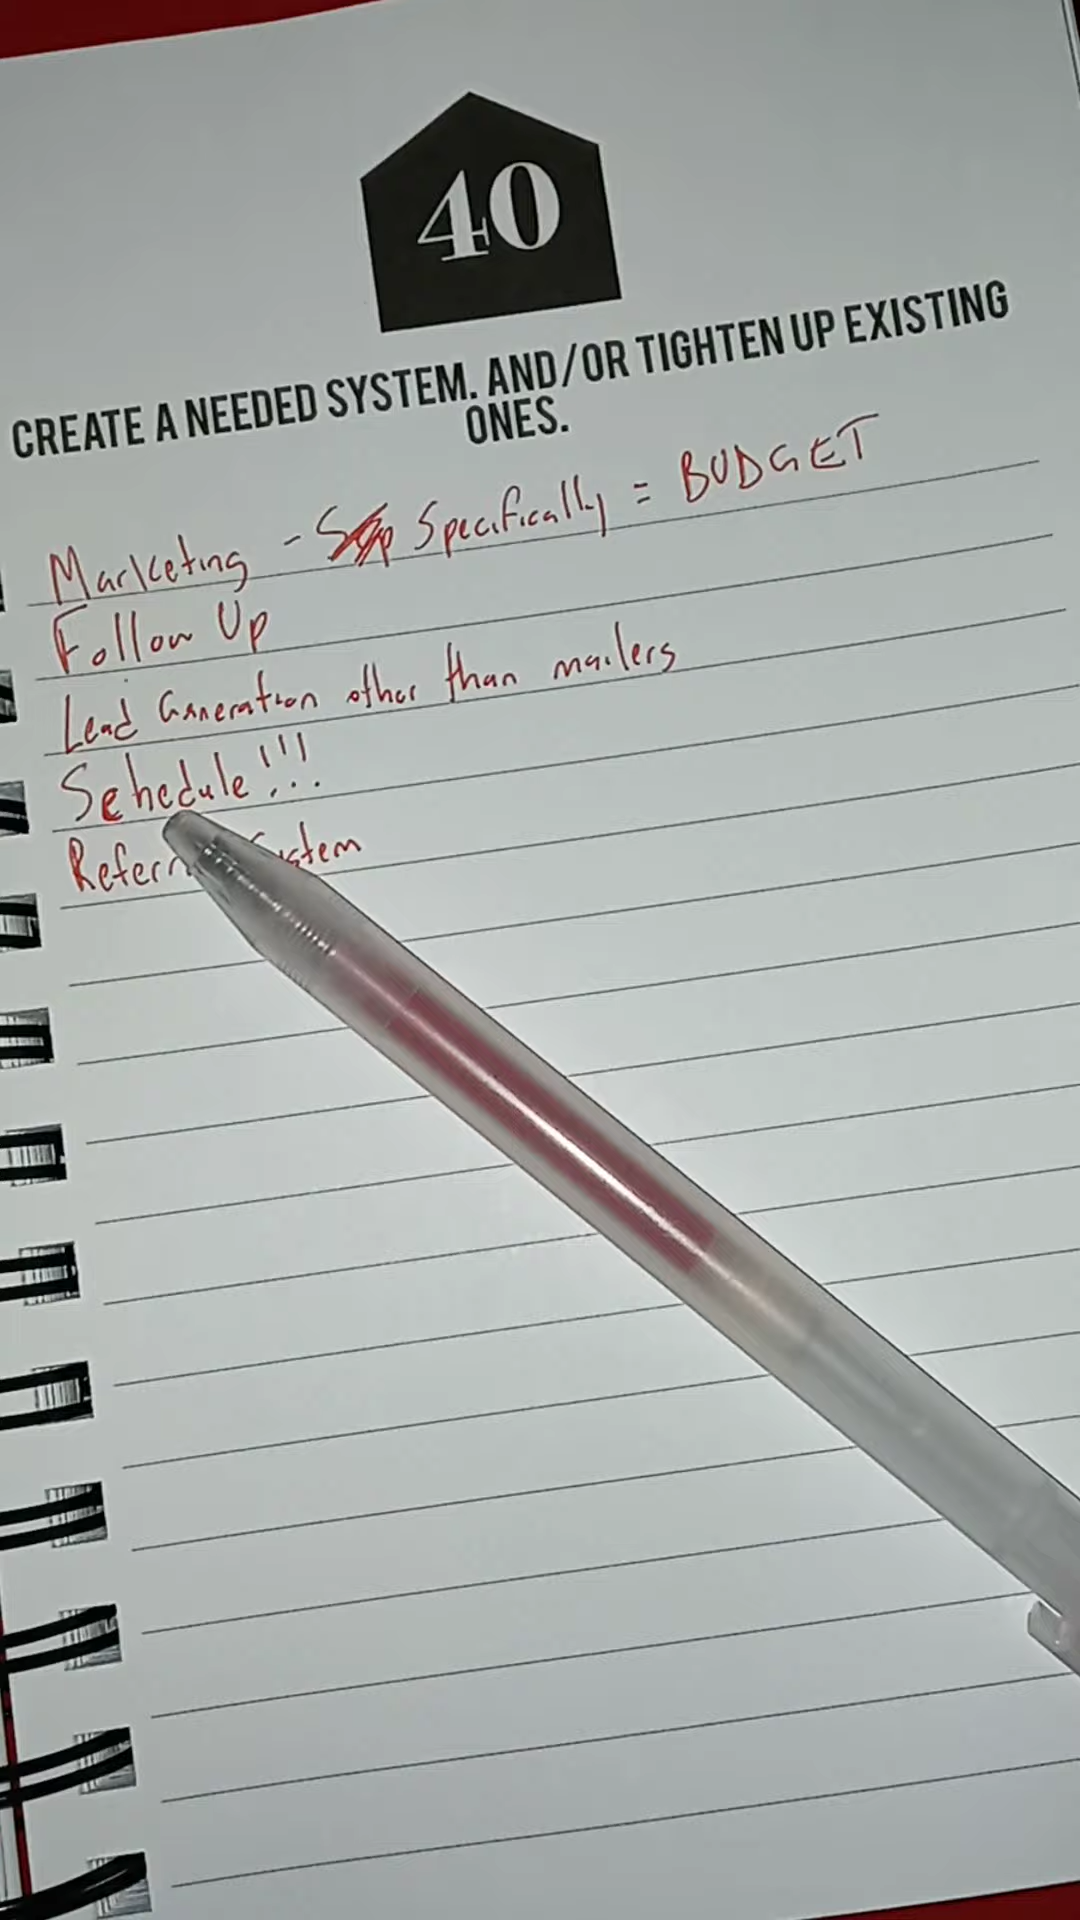 40
CREATE A NEEDED SYSTEM. AND/OR TIGHTEN UP EXISTING
ONES.
Marketing - Specifically = BUDGET
Follow Up
Lead Generation other than mailers
Schedule!!!